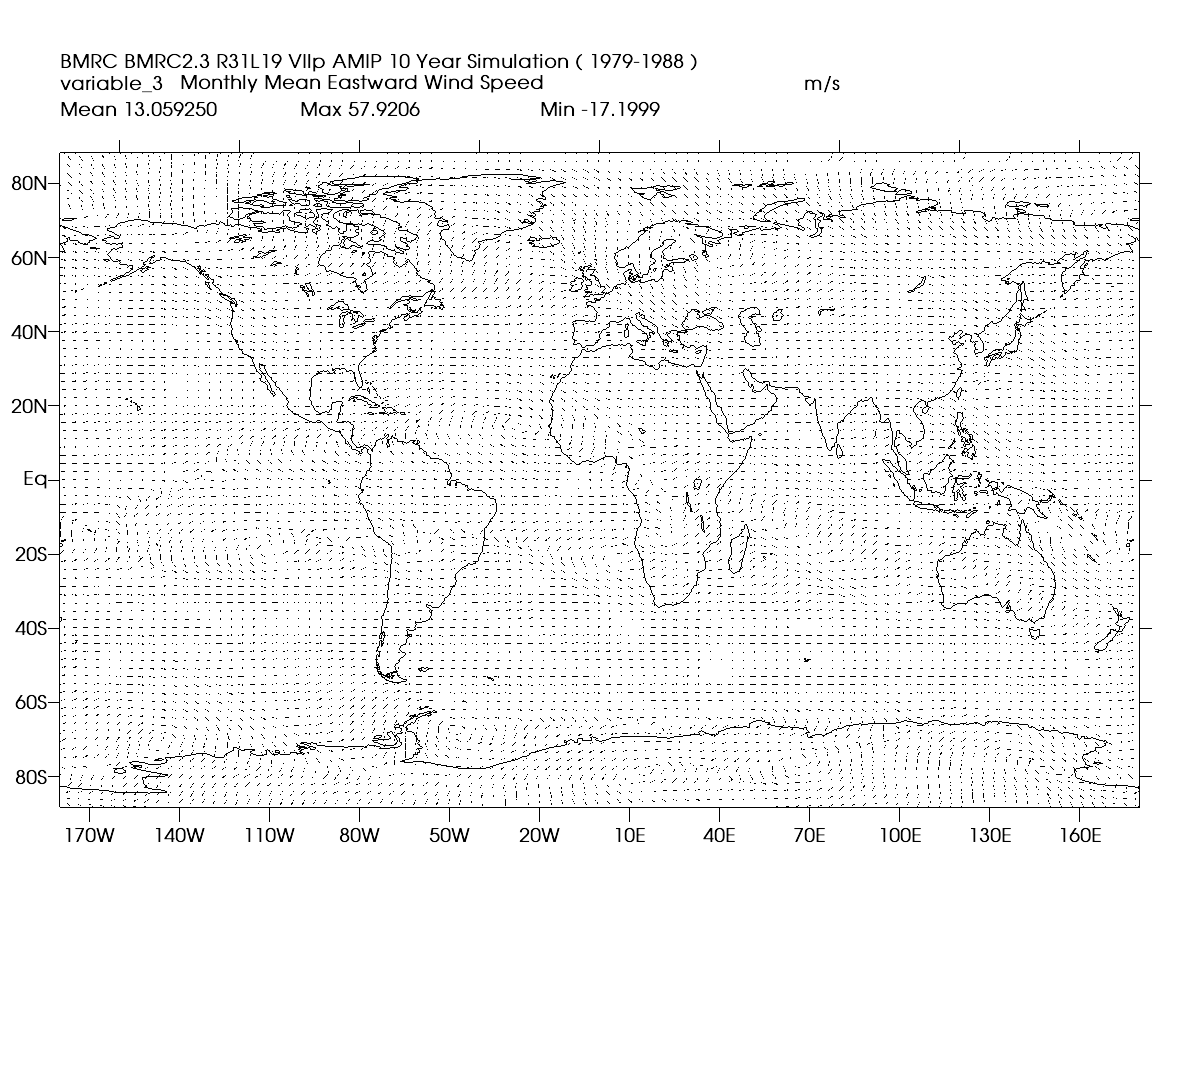 BMRC BMRC2.3 R31L19 VIIp AMIP 10 Year Simulation ( 1979-1988 )
variable_3 Monthly Mean Eastward Wind Speed m/s
Mean 13.059250 Max 57.9206 Min -17.1999
80N
60N
40N
20N
Eq
20S
40S
60S
80S
170W 140W 110W 80W 50W 20W 10E 40E 70E 100E 130E 160E